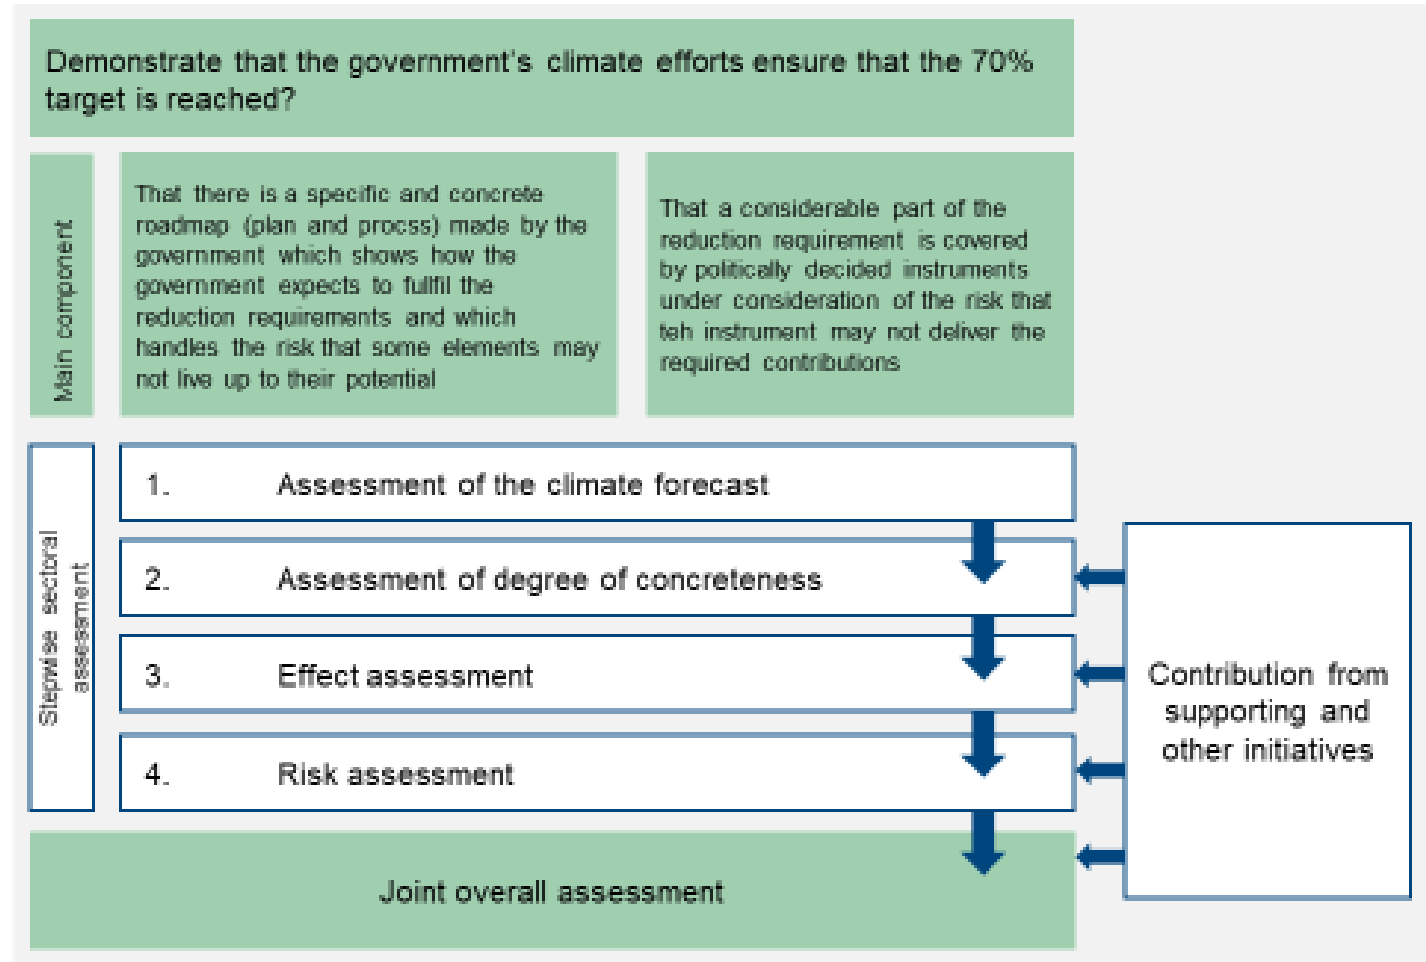 Demonstrate that the government's climate efforts ensure that the 70%
target is reached?
Main component
That there is a specific and concrete
roadmap (plan and procss) made by the
government which shows how the
government expects to fullfil the
reduction requirements and which
handles the risk that some elements may
not live up to their potential
That a considerable part of the
reduction requirement is covered
by politically decided instruments
under consideration of the risk that
teh instrument may not deliver the
required contributions
Stepwise sectoral
assessment
1. Assessment of the climate forecast
2. Assessment of degree of concreteness
3. Effect assessment
4. Risk assessment
Contribution from
supporting and
other initiatives
Joint overall assessment